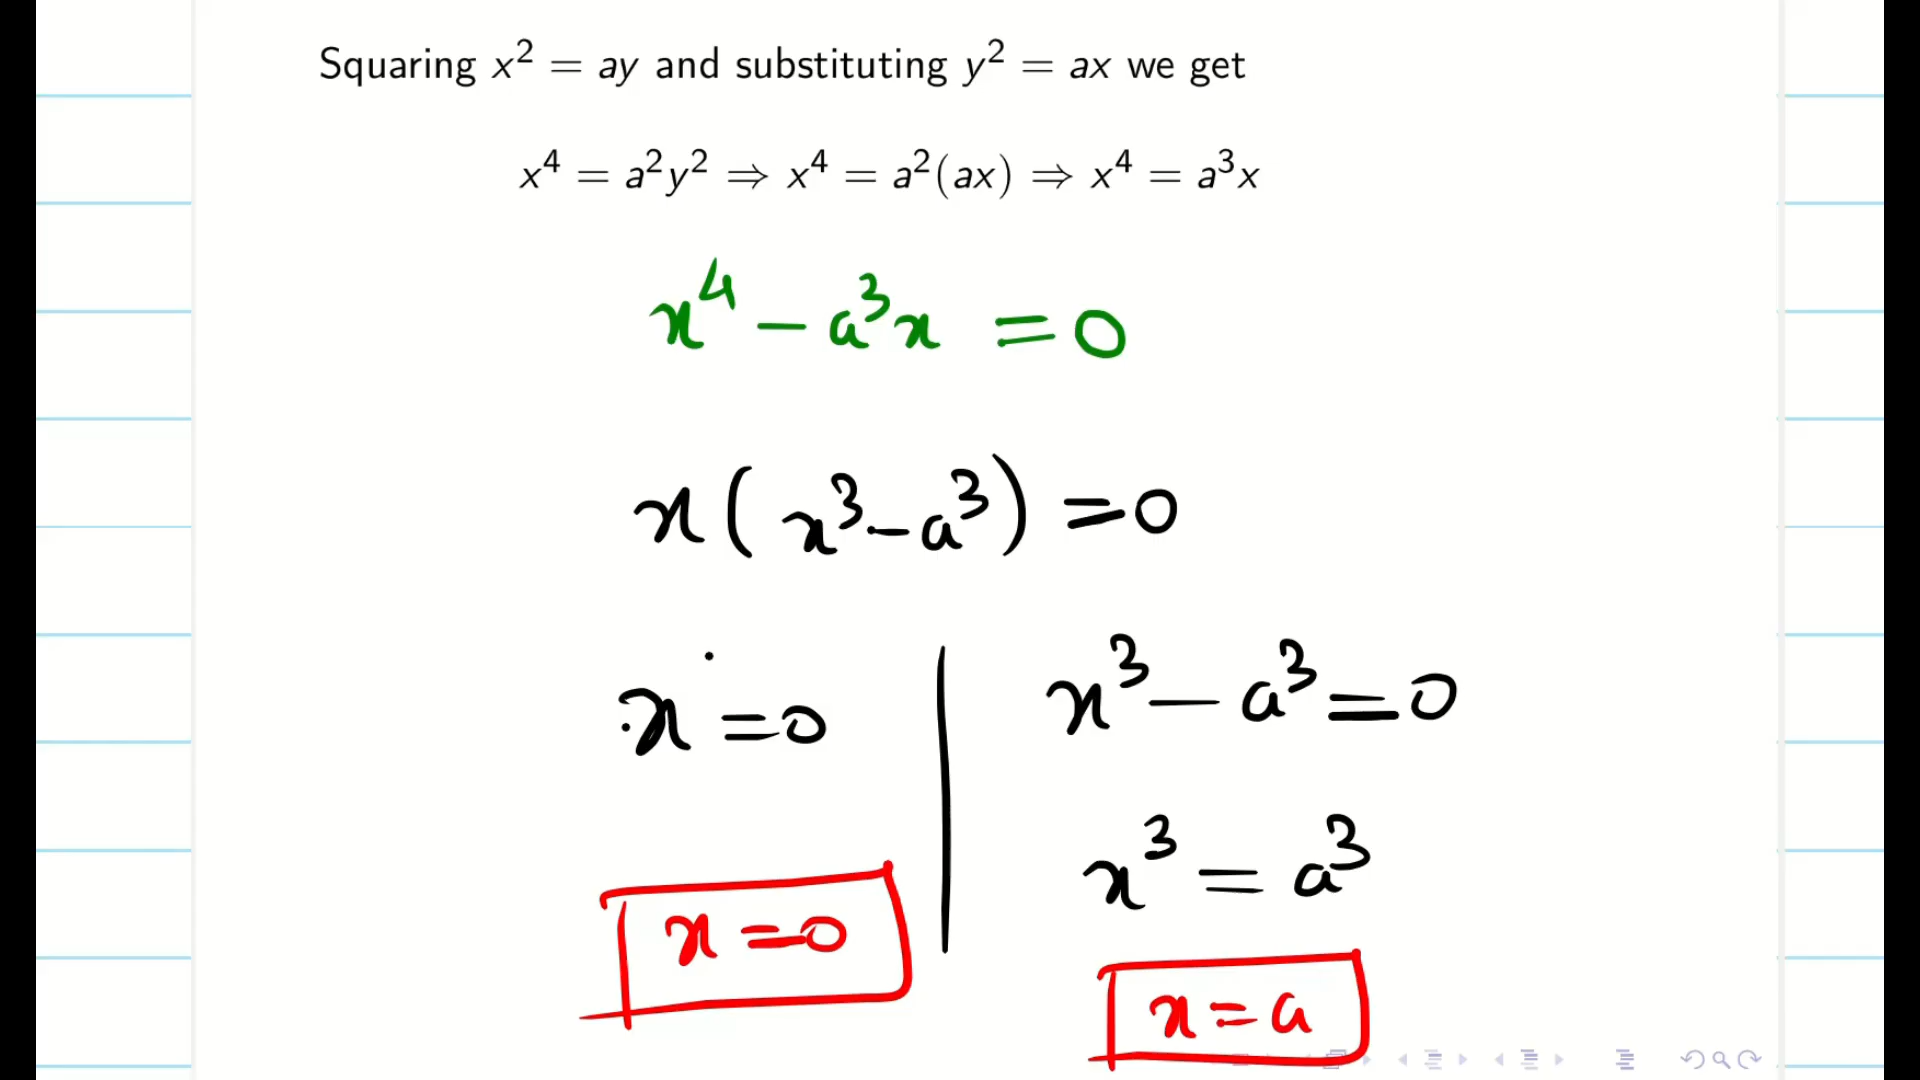 Squaring x² = ay and substituting y² = ax we get
x⁴ = a²y² ⇒ x⁴ = a²(ax) ⇒ x⁴ = a³x
x⁴ − a³x = 0
x(x³−a³) = 0
x = 0
x³ − a³ = 0
x³ = a³
x = 0
x = a